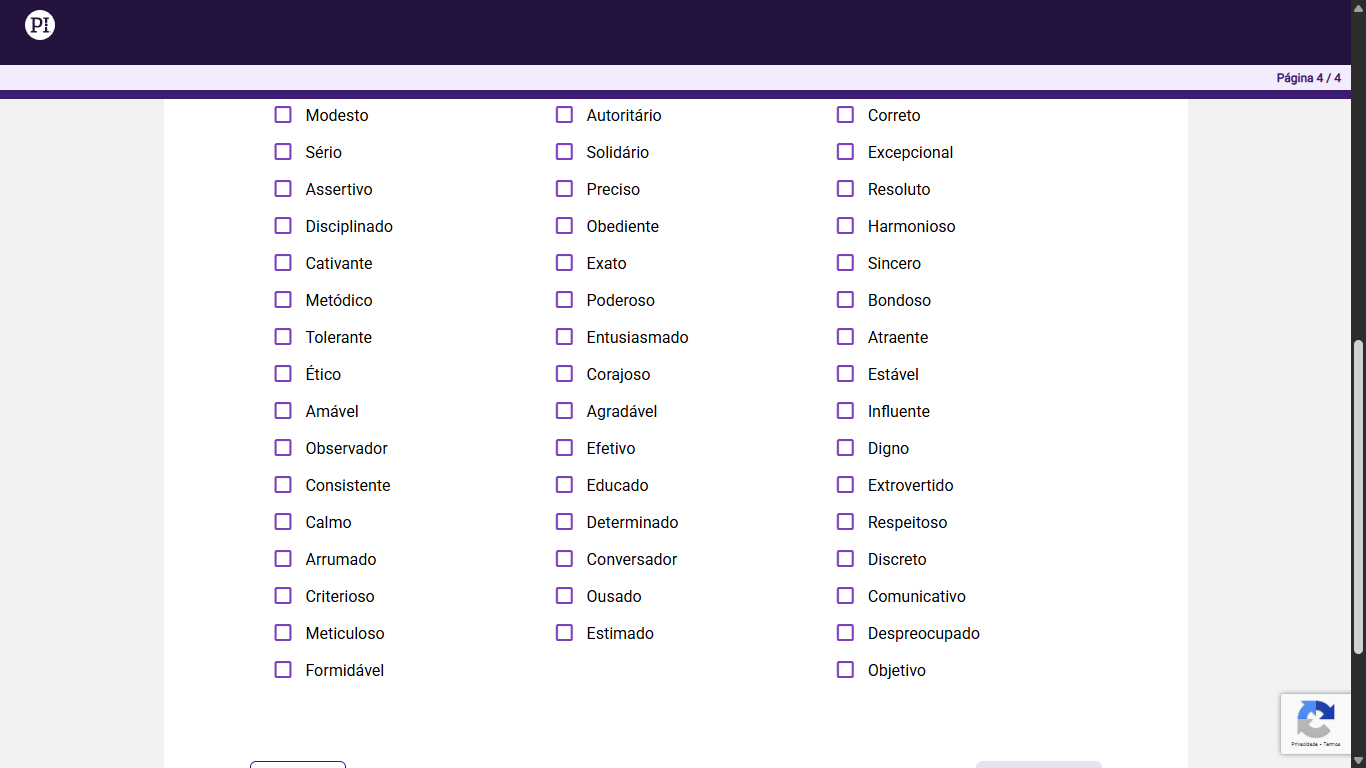 PI
Página 4 / 4
Modesto Autoritário Correto
Sério Solidário Excepcional
Assertivo Preciso Resoluto
Disciplinado Obediente Harmonioso
Cativante Exato Sincero
Metódico Poderoso Bondoso
Tolerante Entusiasmado Atraente
Ético Corajoso Estável
Amável Agradável Influente
Observador Efetivo Digno
Consistente Educado Extrovertido
Calmo Determinado Respeitoso
Arrumado Conversador Discreto
Criterioso Ousado Comunicativo
Meticuloso Estimado Despreocupado
Formidável Objetivo
Privacidade - Termos